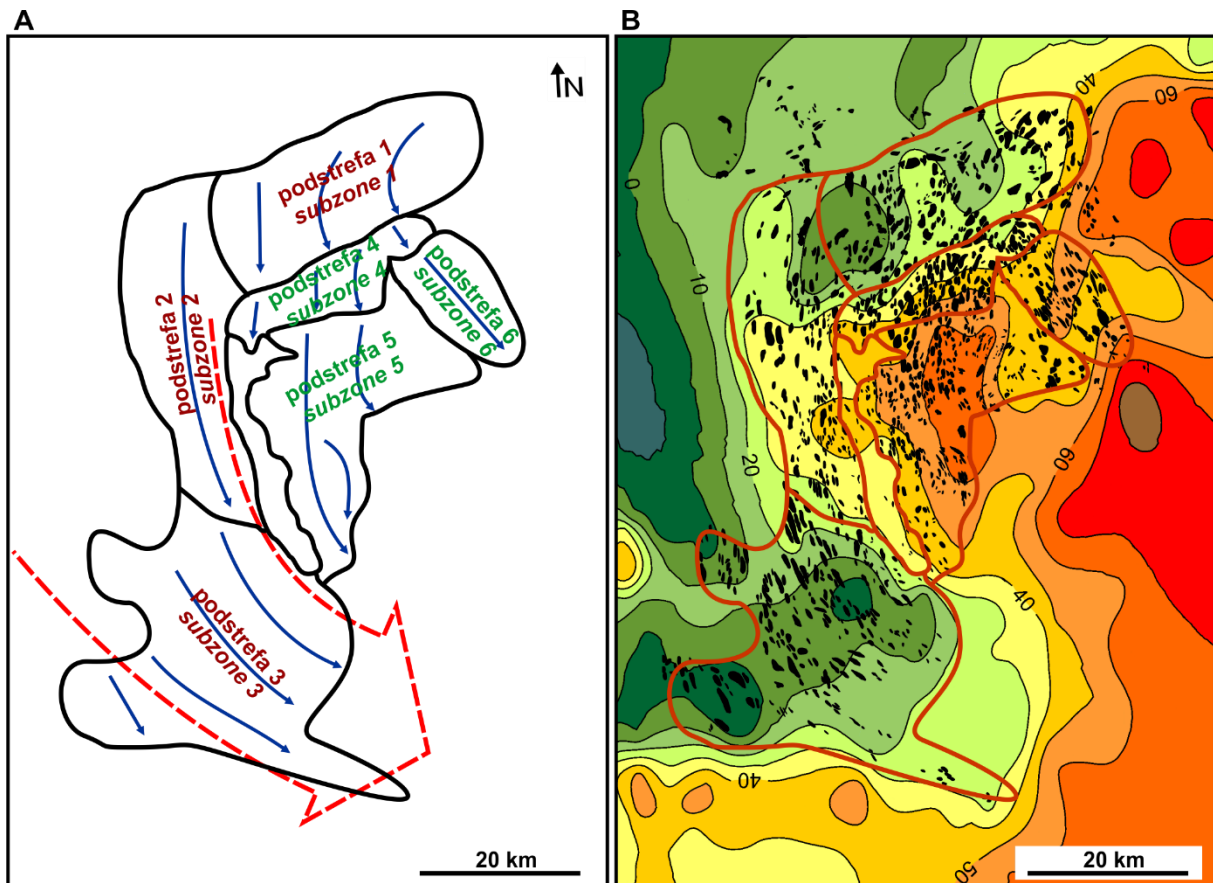 A
N
podstrefa 1
subzone 1
podstrefa 2
subzone 2
podstrefa 4
subzone 4
podstrefa 6
subzone 6
podstrefa 5
subzone 5
podstrefa 3
subzone 3
20 km
B
40
60
0
10
20
60
40
40
50
20 km